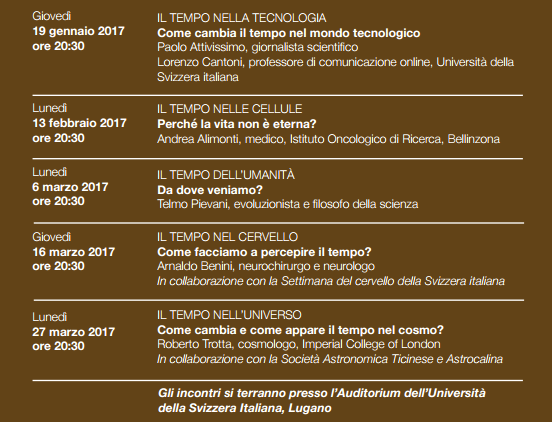 Giovedì
19 gennaio 2017
ore 20:30
IL TEMPO NELLA TECNOLOGIA
Come cambia il tempo nel mondo tecnologico
Paolo Attivissimo, giornalista scientifico
Lorenzo Cantoni, professore di comunicazione online, Università della
Svizzera italiana
Lunedì
13 febbraio 2017
ore 20:30
IL TEMPO NELLE CELLULE
Perché la vita non è eterna?
Andrea Alimonti, medico, Istituto Oncologico di Ricerca, Bellinzona
Lunedì
6 marzo 2017
ore 20:30
IL TEMPO DELL'UMANITÀ
Da dove veniamo?
Telmo Pievani, evoluzionista e filosofo della scienza
Giovedì
16 marzo 2017
ore 20:30
IL TEMPO NEL CERVELLO
Come facciamo a percepire il tempo?
Arnaldo Benini, neurochirurgo e neurologo
In collaborazione con la Settimana del cervello della Svizzera italiana
Lunedì
27 marzo 2017
ore 20:30
IL TEMPO NELL'UNIVERSO
Come cambia e come appare il tempo nel cosmo?
Roberto Trotta, cosmologo, Imperial College of London
In collaborazione con la Società Astronomica Ticinese e Astrocalina
Gli incontri si terranno presso l'Auditorium dell'Università
della Svizzera Italiana, Lugano